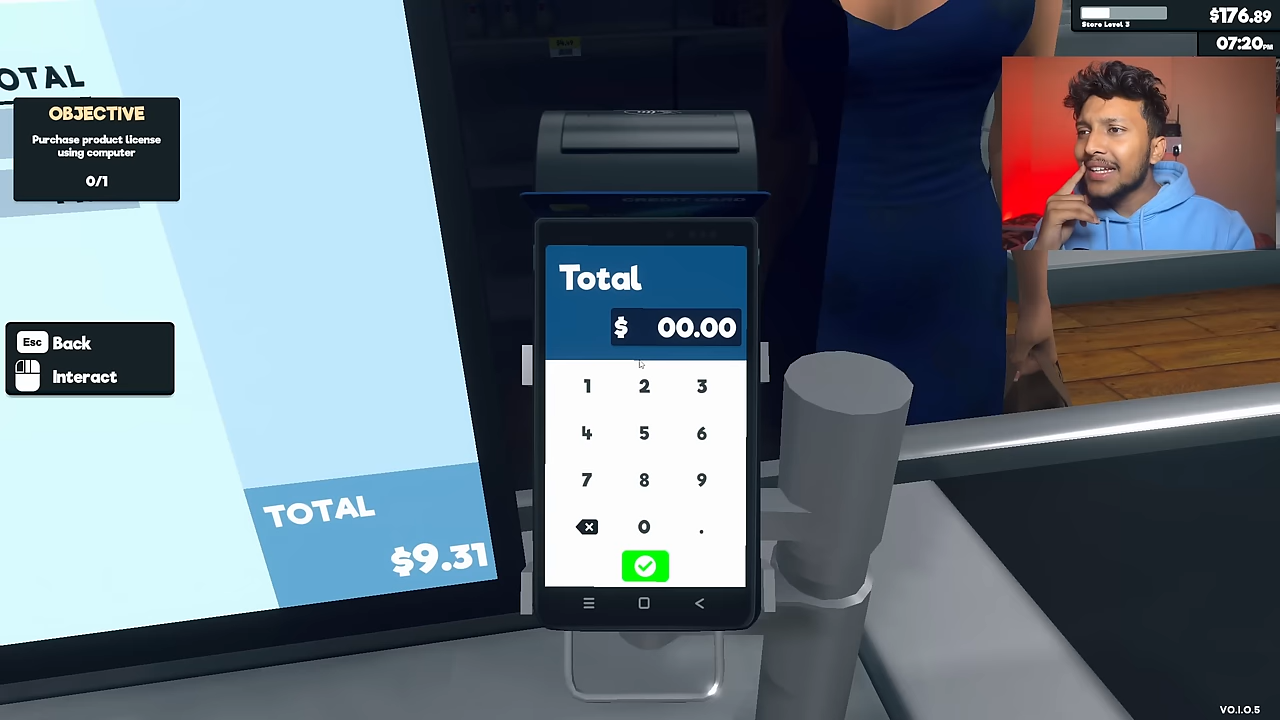 OTAL
OBJECTIVE
Purchase product license
using computer
0/1
Esc Back
Interact
TOTAL
$9.31
CREDIT CARD
Total
$ 00.00
1 2 3
4 5 6
7 8 9
0 .
$176.89
Store Level 3
07:20PM
V0.1.0.5